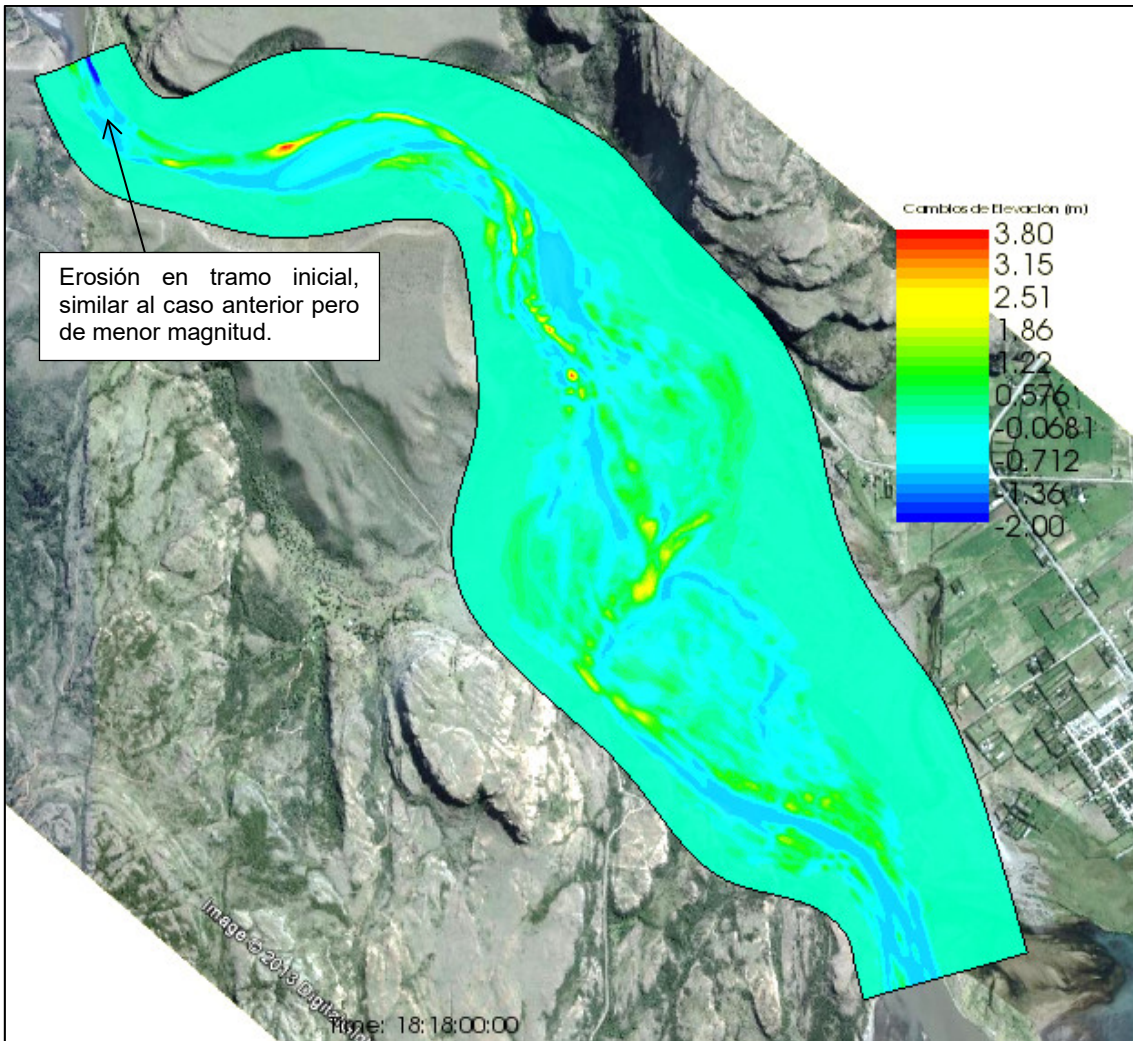 Cambios de Elevación (m)
3.80
3.15
2.51
1.86
1.22
0.576
-0.0681
-0.712
-1.36
-2.00
Erosión en tramo inicial,
similar al caso anterior pero
de menor magnitud.
Image © 2013 Digital
Time: 18:18:00:00